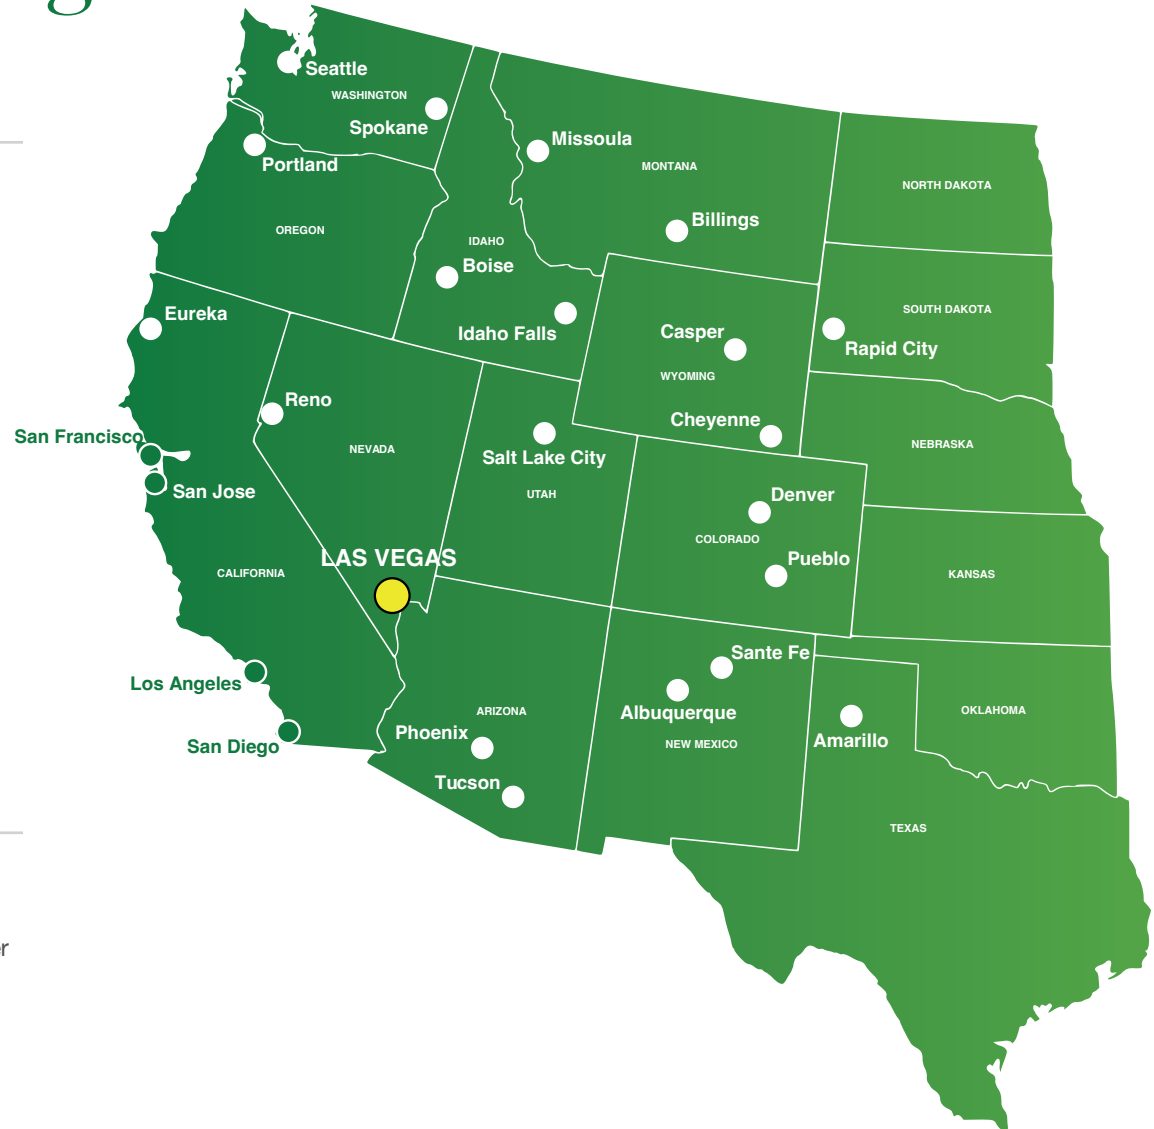 g
Seattle
WASHINGTON
Spokane
Missoula
Portland
MONTANA
NORTH DAKOTA
Billings
OREGON
IDAHO
Boise
SOUTH DAKOTA
Eureka
Idaho Falls
Casper
Rapid City
WYOMING
Reno
Cheyenne
San Francisco
NEVADA
NEBRASKA
Salt Lake City
San Jose
UTAH
Denver
COLORADO
LAS VEGAS
Pueblo
CALIFORNIA
KANSAS
Sante Fe
Los Angeles
ARIZONA
Albuquerque
OKLAHOMA
Phoenix
San Diego
NEW MEXICO
Amarillo
Tucson
TEXAS
er